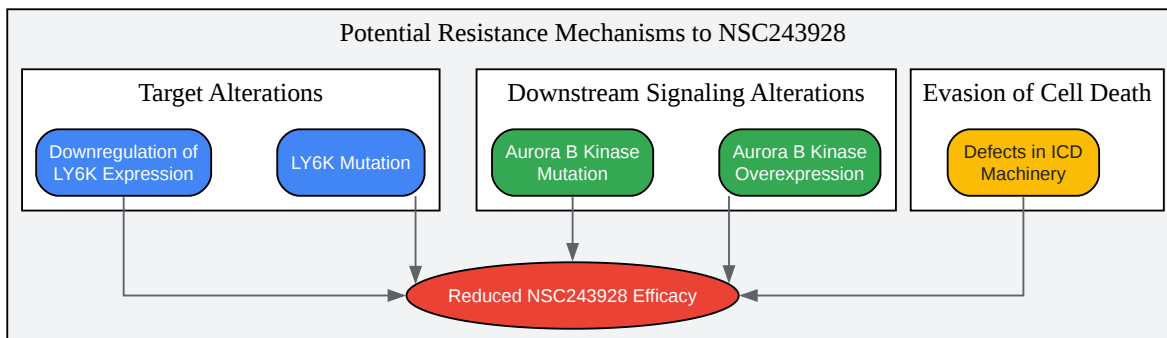 Potential Resistance Mechanisms to NSC243928
Target Alterations
Downregulation of
LY6K Expression
LY6K Mutation
Downstream Signaling Alterations
Aurora B Kinase
Mutation
Aurora B Kinase
Overexpression
Evasion of Cell Death
Defects in ICD
Machinery
Reduced NSC243928 Efficacy